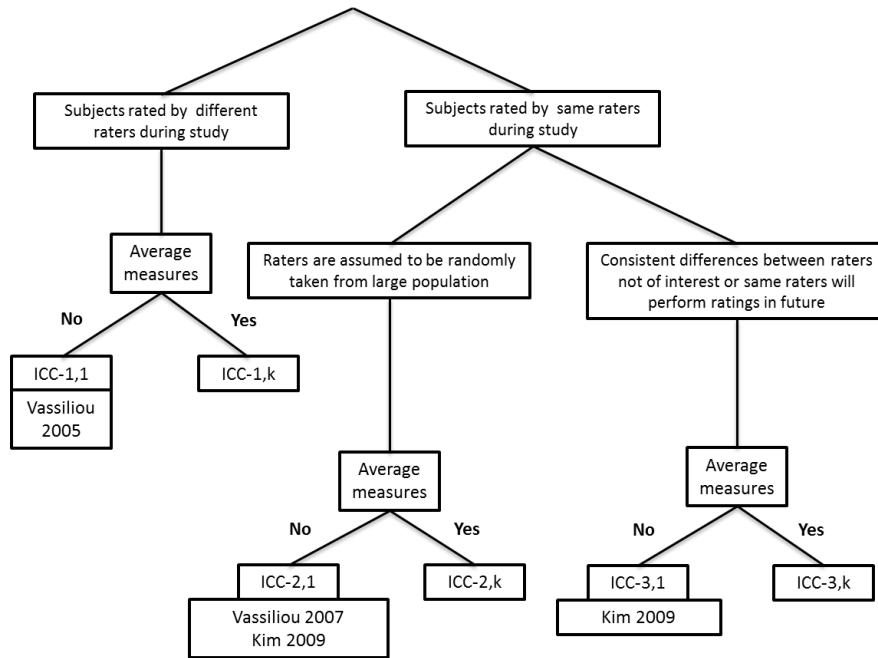 Subjects rated by different
raters during study
Subjects rated by same raters
during study
Average
measures
Raters are assumed to be randomly
taken from large population
Consistent differences between raters
not of interest or same raters will
perform ratings in future
No
Yes
ICC-1,1
ICC-1,k
Vassiliou
2005
Average
measures
Average
measures
No
Yes
No
Yes
ICC-2,1
ICC-2,k
ICC-3,1
ICC-3,k
Vassiliou 2007
Kim 2009
Kim 2009